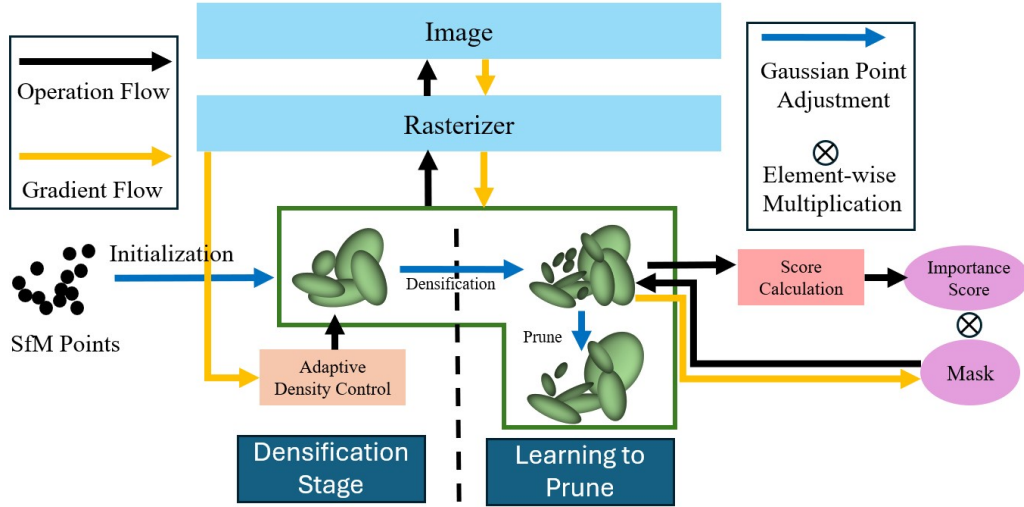 Image
Rasterizer
Operation Flow
Gradient Flow
Gaussian Point
Adjustment
Element-wise
Multiplication
Initialization
SfM Points
Densification
Prune
Adaptive
Density Control
Score
Calculation
Importance
Score
Mask
Densification
Stage
Learning to
Prune